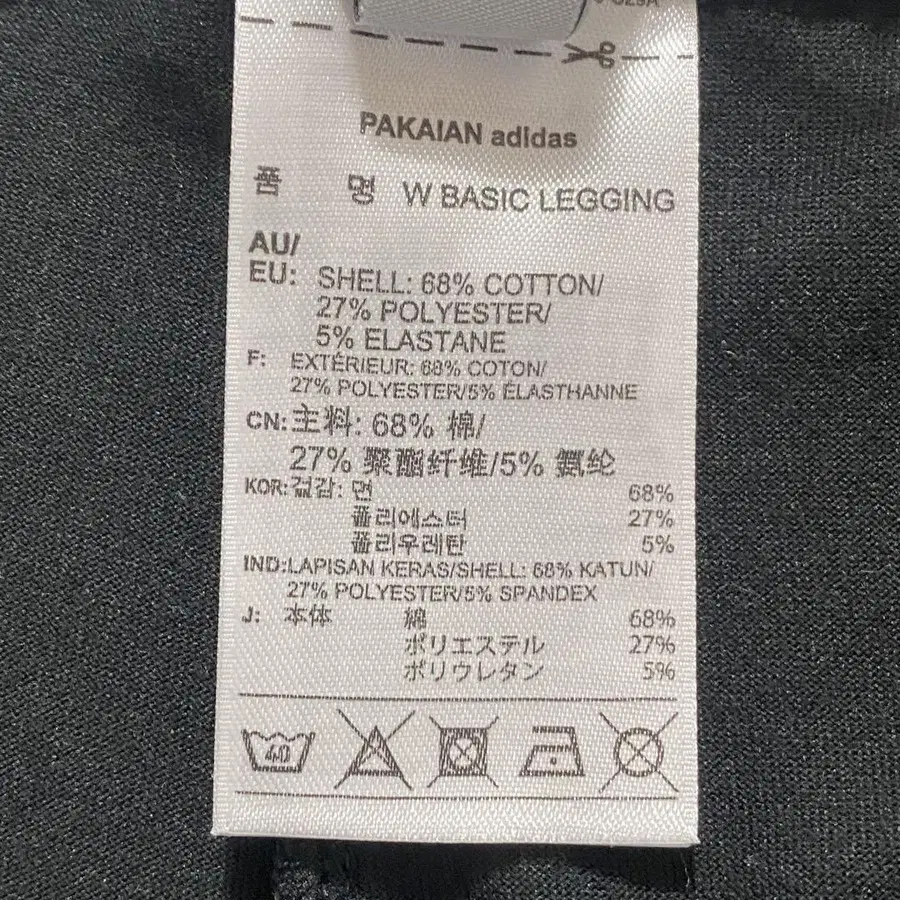 PAKAIAN adidas
품 명 W BASIC LEGGING
AU/
EU: SHELL: 68% COTTON/
27% POLYESTER/
5% ELASTANE
F: EXTÉRIEUR: 68% COTON/
27% POLYESTER/5% ÉLASTHANNE
CN: 主料: 68% 棉/
27% 聚酯纤维/5% 氨纶
KOR: 겉감: 면 68%
폴리에스터 27%
폴리우레탄 5%
IND: LAPISAN KERAS/SHELL: 68% KATUN/
27% POLYESTER/5% SPANDEX
J: 本体 綿 68%
ポリエステル 27%
ポリウレタン 5%
40